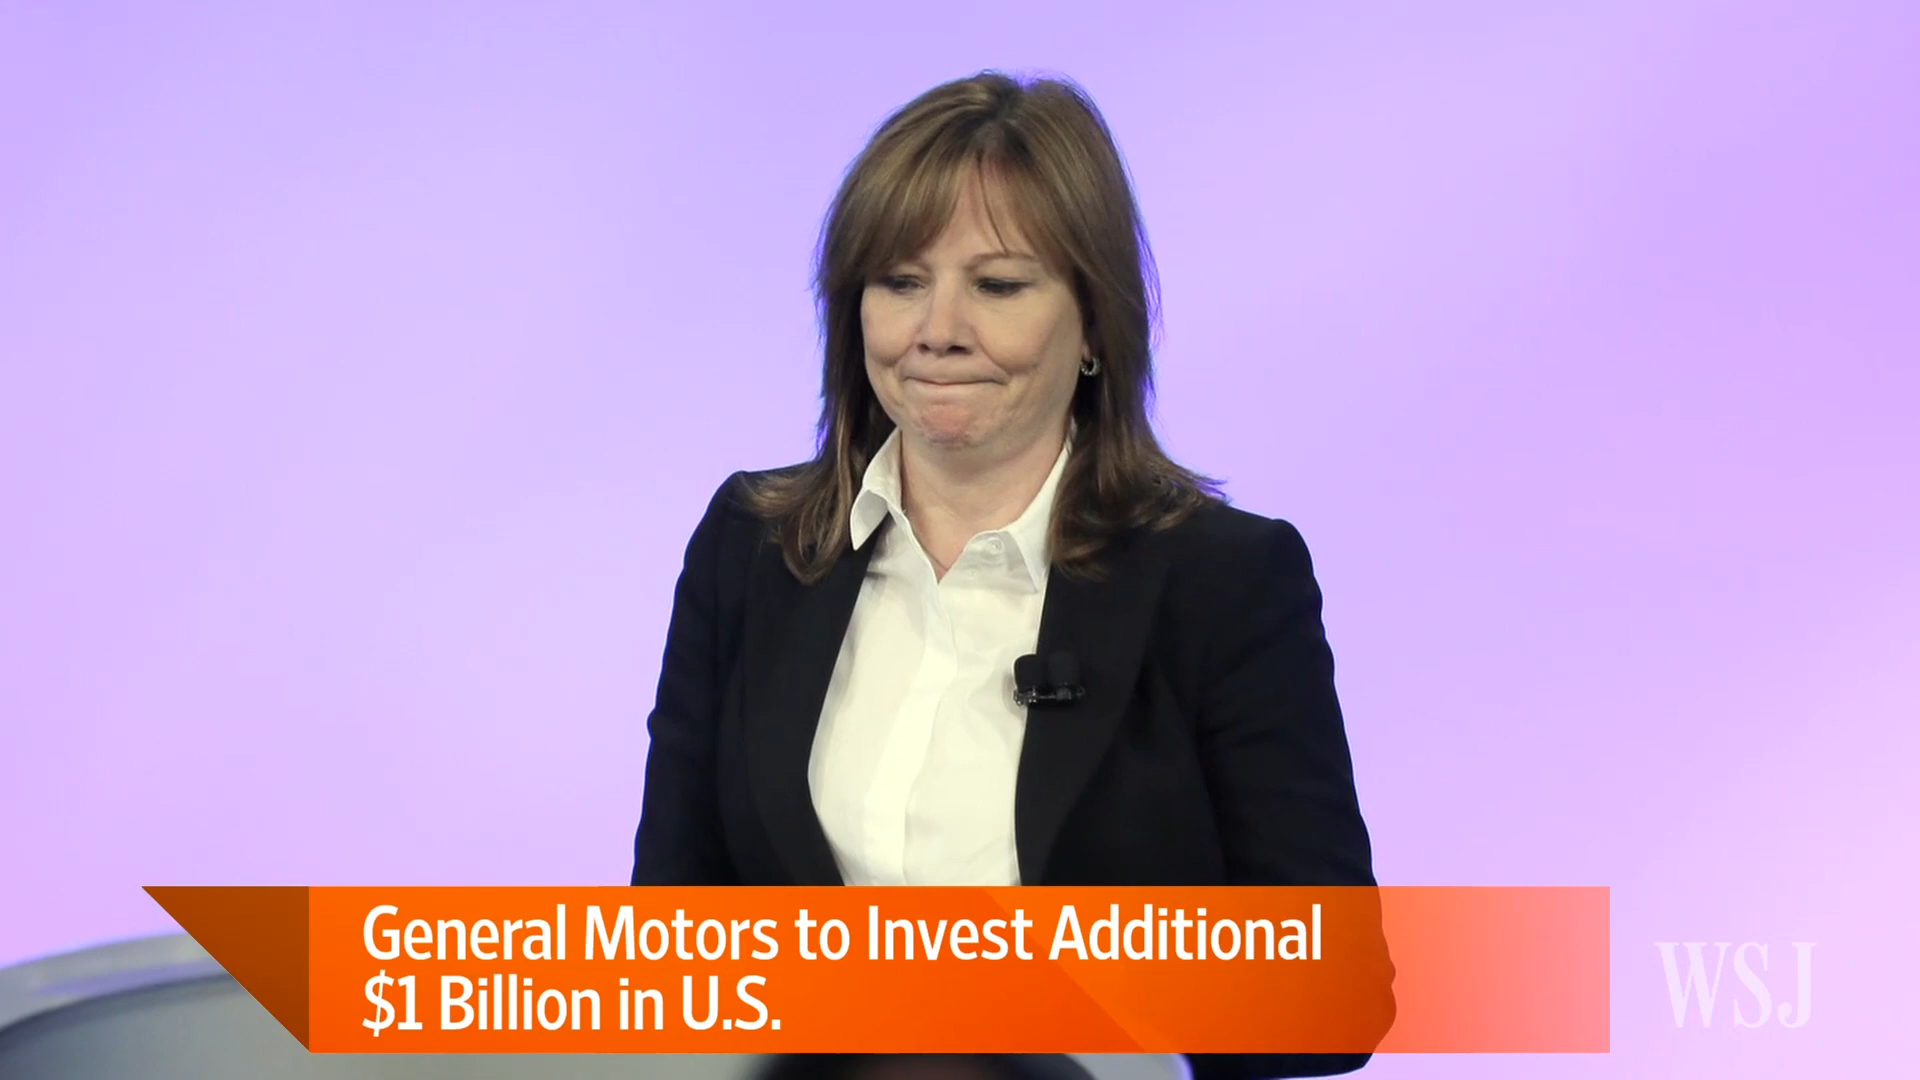 General Motors to Invest Additional
$1 Billion in U.S.
WSJ